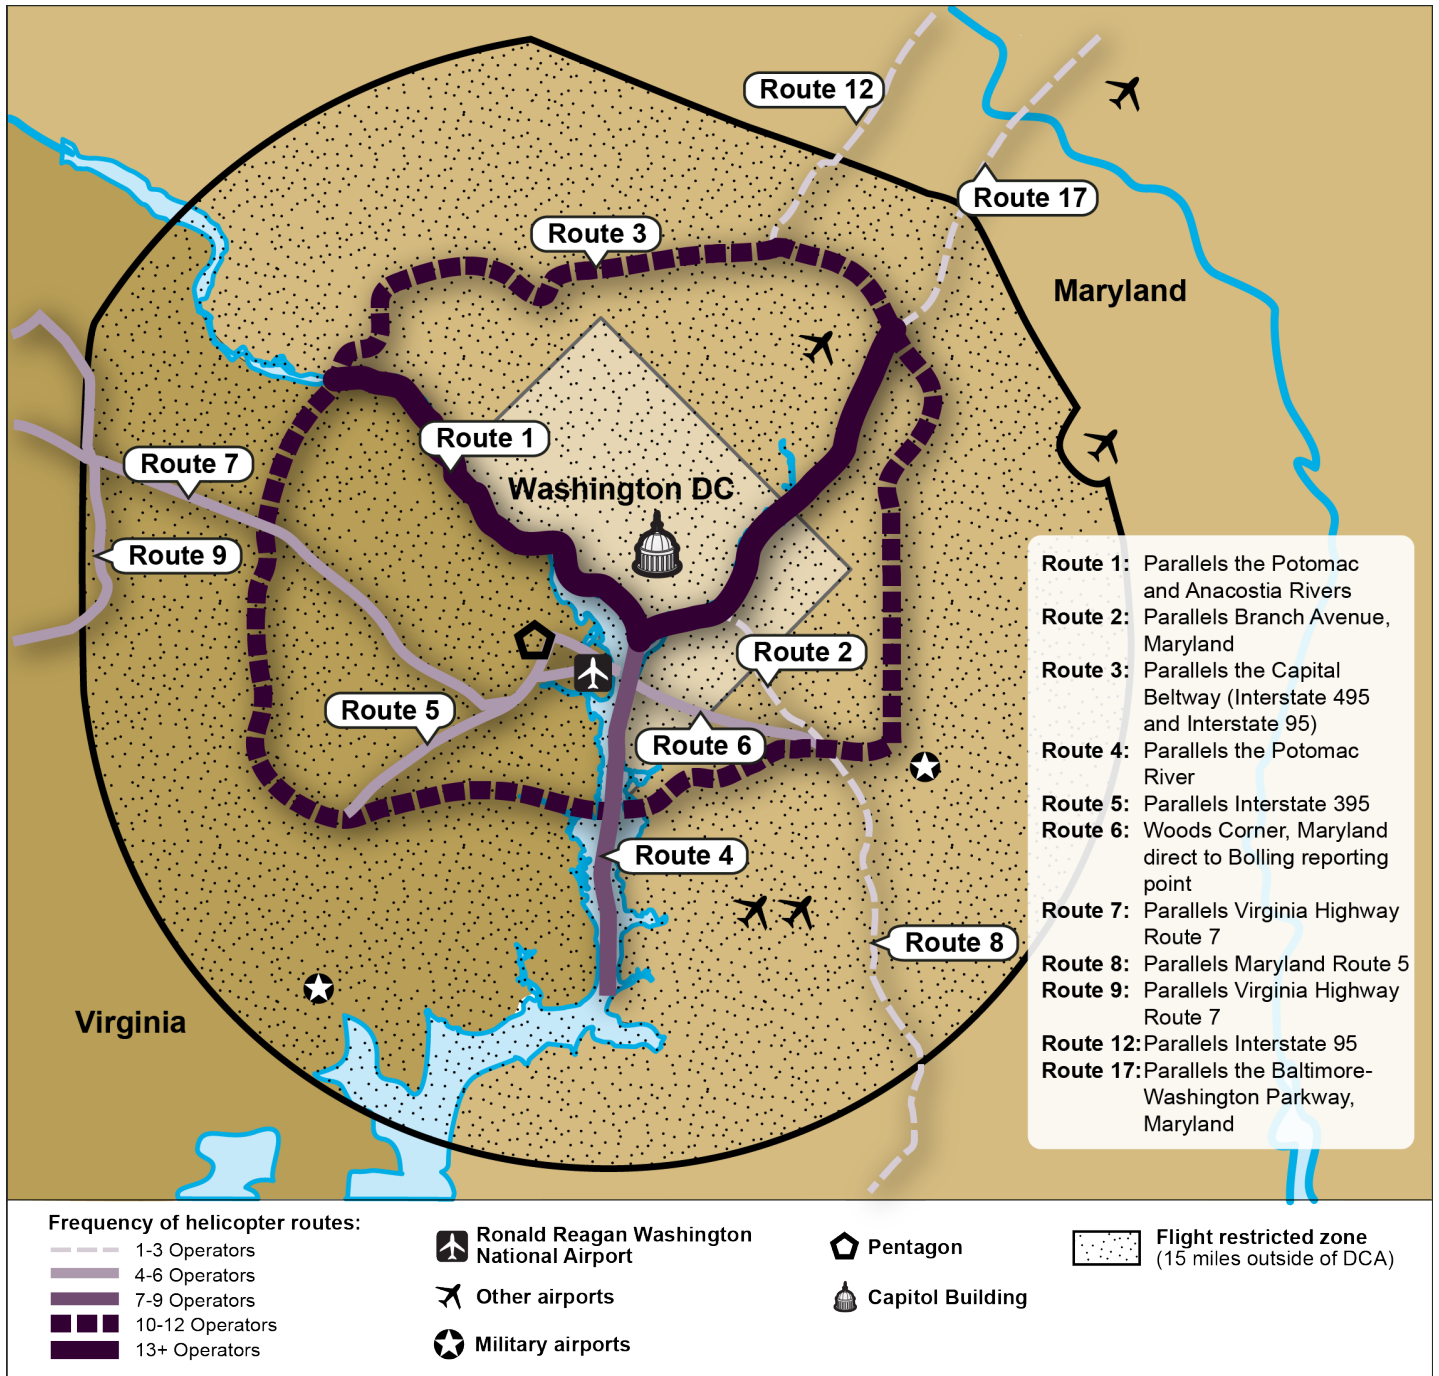 Route 12
Route 17
Route 3
Maryland
Route 1
Route 7
Washington DC
Route 9
Route 2
Route 5
Route 6
Route 4
Route 8
Virginia
Route 1: Parallels the Potomac
and Anacostia Rivers
Route 2: Parallels Branch Avenue,
Maryland
Route 3: Parallels the Capital
Beltway (Interstate 495
and Interstate 95)
Route 4: Parallels the Potomac
River
Route 5: Parallels Interstate 395
Route 6: Woods Corner, Maryland
direct to Bolling reporting
point
Route 7: Parallels Virginia Highway
Route 7
Route 8: Parallels Maryland Route 5
Route 9: Parallels Virginia Highway
Route 7
Route 12: Parallels Interstate 95
Route 17: Parallels the Baltimore-
Washington Parkway,
Maryland
Frequency of helicopter routes:
1-3 Operators
4-6 Operators
7-9 Operators
10-12 Operators
13+ Operators
Ronald Reagan Washington
National Airport
Other airports
Military airports
Pentagon
Capitol Building
Flight restricted zone
(15 miles outside of DCA)